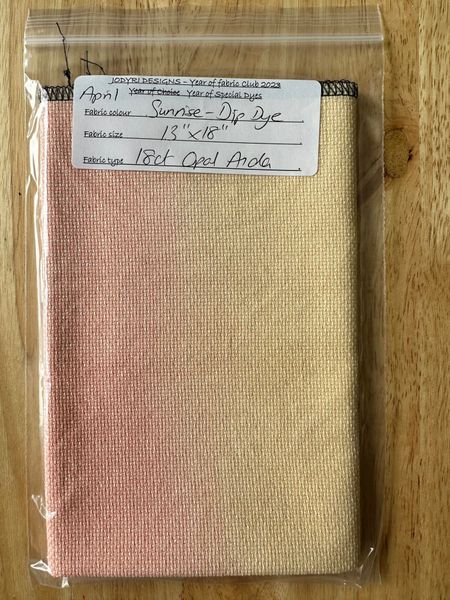 JODYRI DESIGNS - Year of fabric Club 2023
April Year of Choice Year of Special Dyes
Fabric colour Sunrise - Dip Dye
Fabric size 13"x18"
Fabric type 18ct Opal Aida